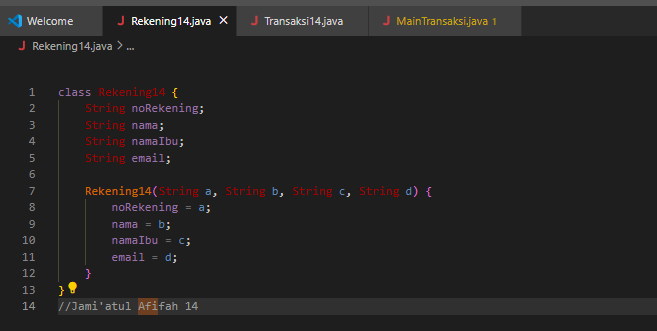 Welcome Rekening14.java Transaksi14.java MainTransaksi.java 1
Rekening14.java > ...
1 class Rekening14 {
2 String noRekening;
3 String nama;
4 String namaIbu;
5 String email;
6
7 Rekening14(String a, String b, String c, String d) {
8 noRekening = a;
9 nama = b;
10 namaIbu = c;
11 email = d;
12 }
13 }
14 //Jami'atul Afifah 14